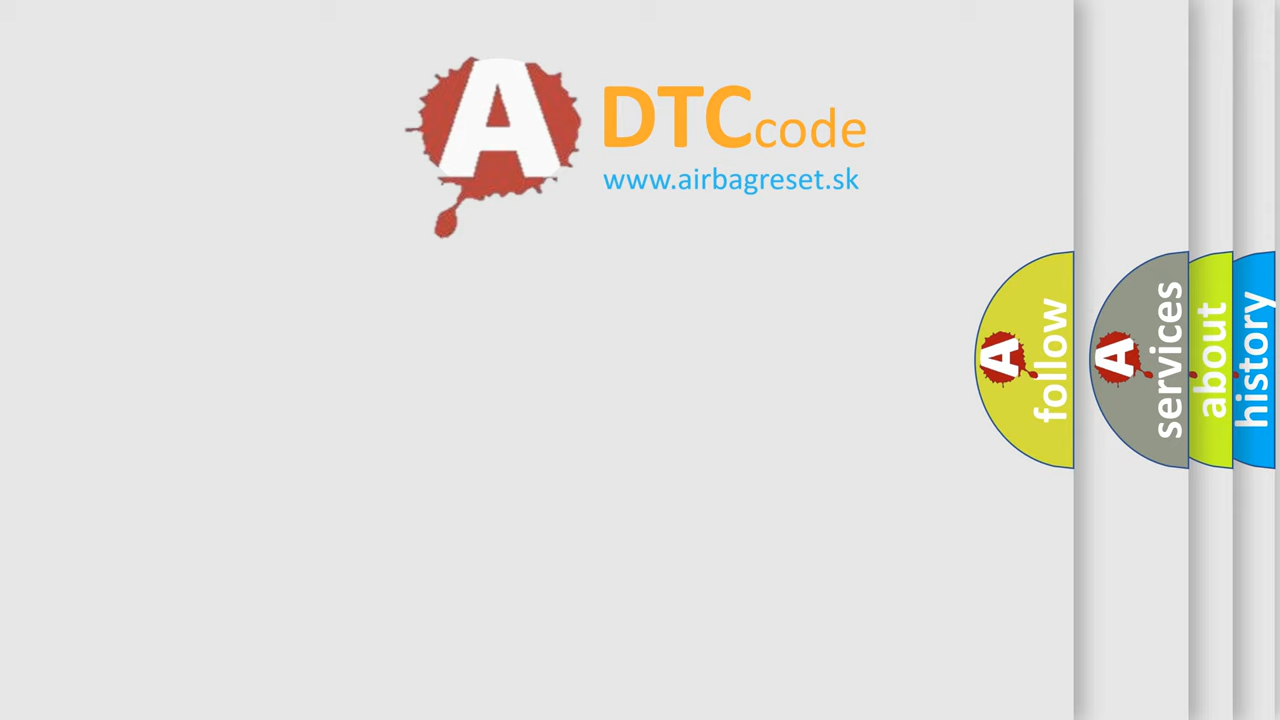 A DTCcode
www.airbagreset.sk
A follow
A services
about
history